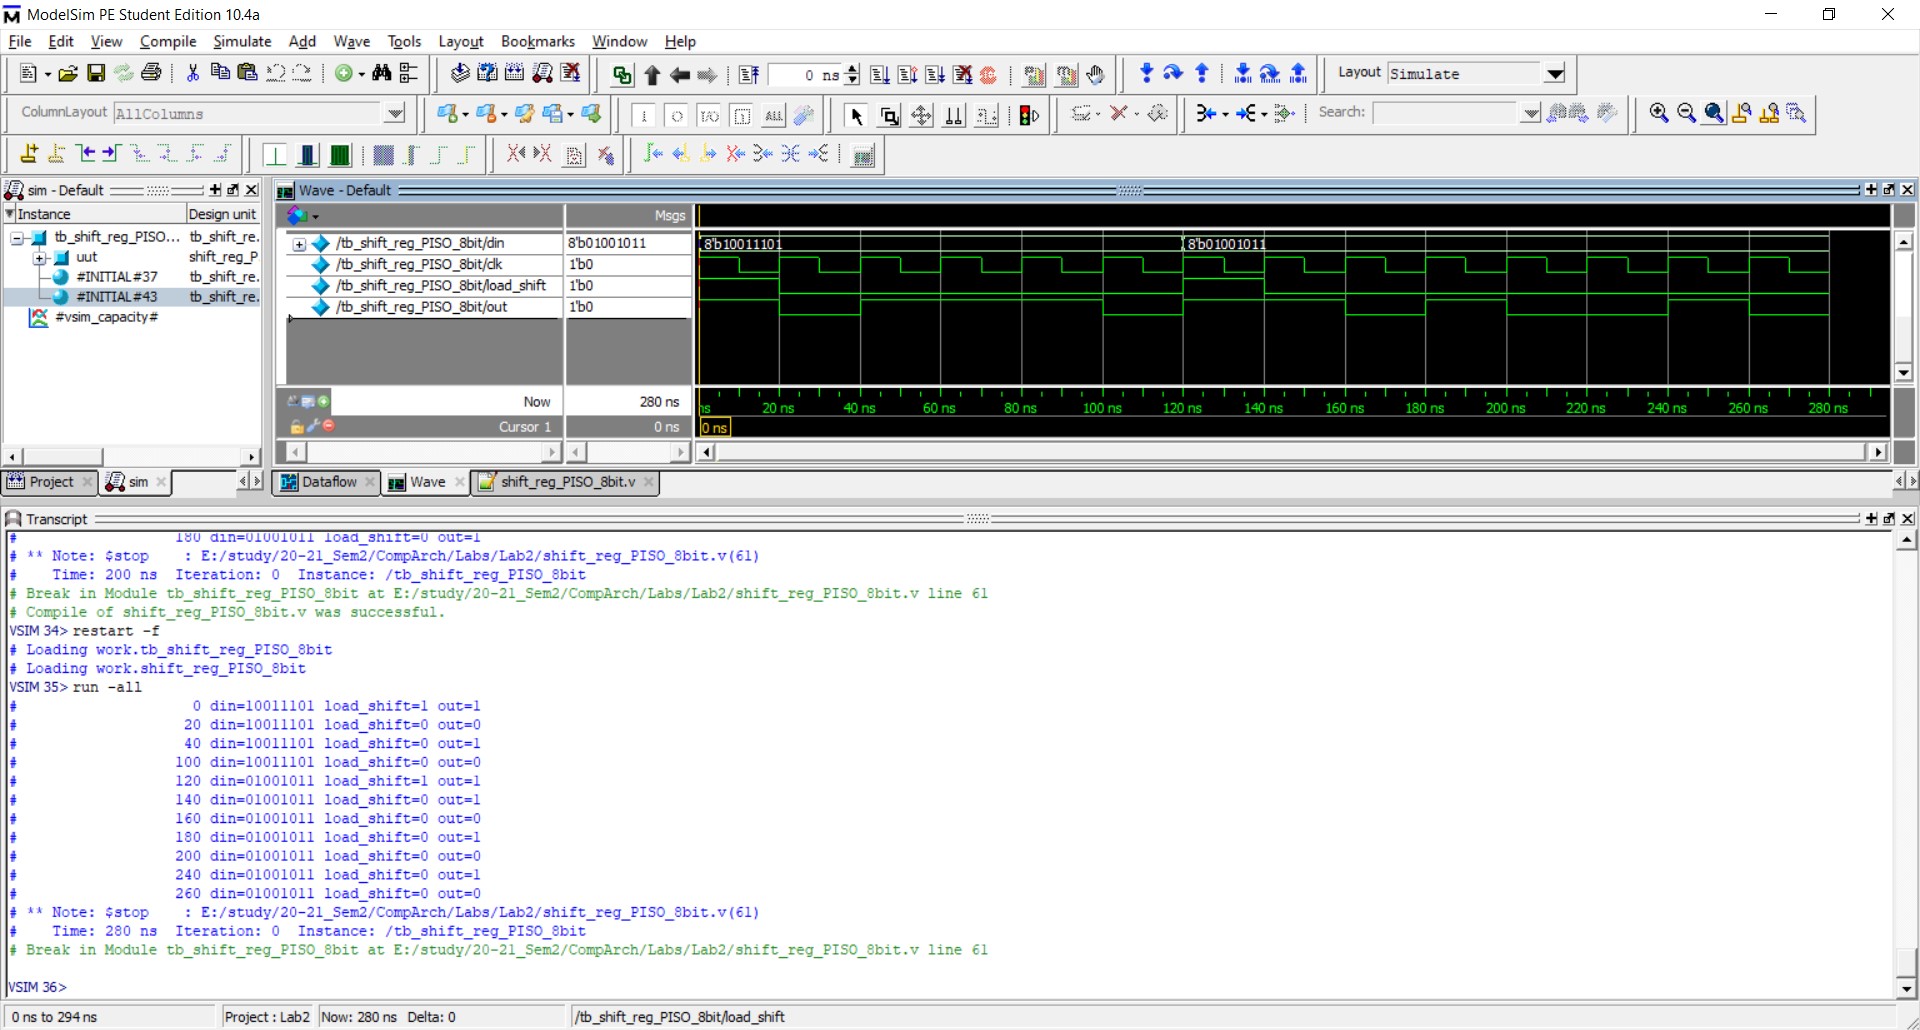 ModelSim PE Student Edition 10.4a
File Edit View Compile Simulate Add Wave Tools Layout Bookmarks Window Help
0 ns
Layout Simulate
ColumnLayout AllColumns
ALL
Search:
sim - Default
Wave - Default
Instance Design unit
Msgs
tb_shift_reg_PISO... tb_shift_re.
uut shift_reg_P
#INITIAL#37 tb_shift_re.
#INITIAL#43 tb_shift_re.
#vsim_capacity#
/tb_shift_reg_PISO_8bit/din 8'b01001011 8'b10011101 8'b01001011
/tb_shift_reg_PISO_8bit/clk 1'b0
/tb_shift_reg_PISO_8bit/load_shift 1'b0
/tb_shift_reg_PISO_8bit/out 1'b0
Now 280 ns
ns 20 ns 40 ns 60 ns 80 ns 100 ns 120 ns 140 ns 160 ns 180 ns 200 ns 220 ns 240 ns 260 ns 280 ns
Cursor 1 0 ns 0 ns
Project sim Dataflow Wave shift_reg_PISO_8bit.v
Transcript
# 180 din=01001011 load_shift=0 out=1
# ** Note: $stop : E:/study/20-21_Sem2/CompArch/Labs/Lab2/shift_reg_PISO_8bit.v(61)
# Time: 200 ns Iteration: 0 Instance: /tb_shift_reg_PISO_8bit
# Break in Module tb_shift_reg_PISO_8bit at E:/study/20-21_Sem2/CompArch/Labs/Lab2/shift_reg_PISO_8bit.v line 61
# Compile of shift_reg_PISO_8bit.v was successful.
VSIM 34> restart -f
# Loading work.tb_shift_reg_PISO_8bit
# Loading work.shift_reg_PISO_8bit
VSIM 35> run -all
# 0 din=10011101 load_shift=1 out=1
# 20 din=10011101 load_shift=0 out=0
# 40 din=10011101 load_shift=0 out=1
# 100 din=10011101 load_shift=0 out=0
# 120 din=01001011 load_shift=1 out=1
# 140 din=01001011 load_shift=0 out=1
# 160 din=01001011 load_shift=0 out=0
# 180 din=01001011 load_shift=0 out=1
# 200 din=01001011 load_shift=0 out=0
# 240 din=01001011 load_shift=0 out=1
# 260 din=01001011 load_shift=0 out=0
# ** Note: $stop : E:/study/20-21_Sem2/CompArch/Labs/Lab2/shift_reg_PISO_8bit.v(61)
# Time: 280 ns Iteration: 0 Instance: /tb_shift_reg_PISO_8bit
# Break in Module tb_shift_reg_PISO_8bit at E:/study/20-21_Sem2/CompArch/Labs/Lab2/shift_reg_PISO_8bit.v line 61
VSIM 36>
0 ns to 294 ns Project : Lab2 Now: 280 ns Delta: 0 /tb_shift_reg_PISO_8bit/load_shift